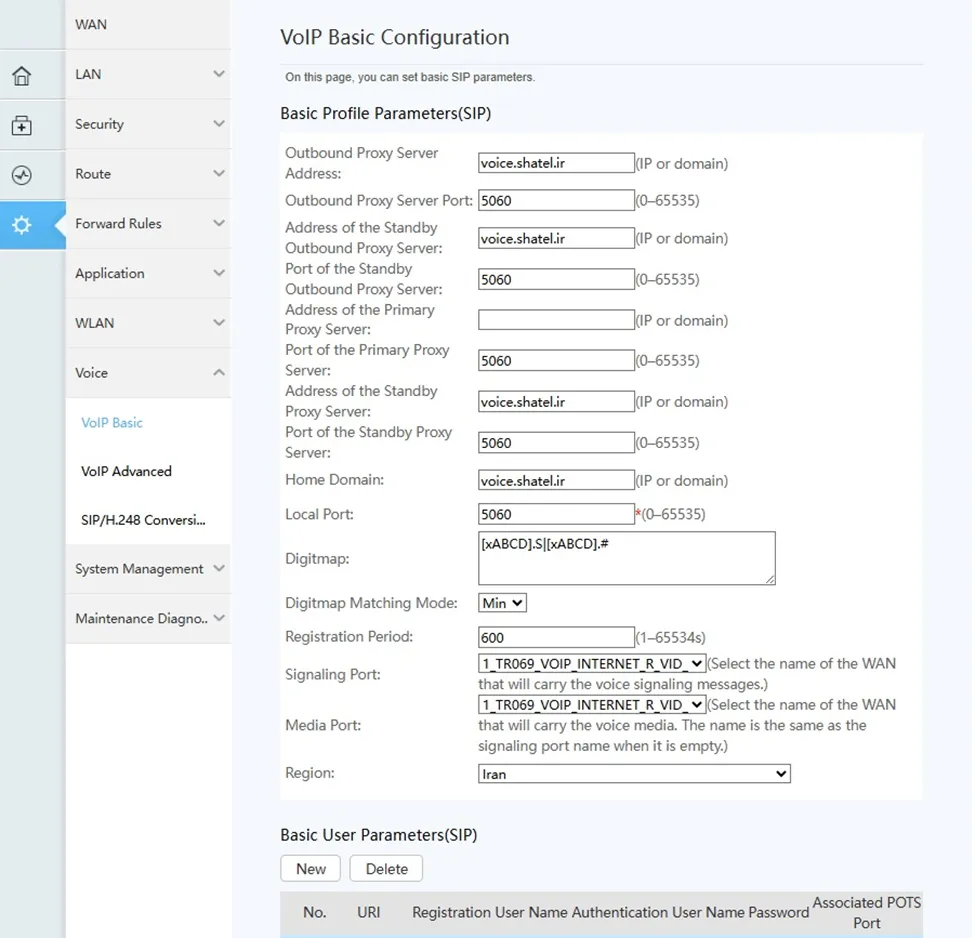 WAN
LAN
Security
Route
Forward Rules
Application
WLAN
Voice
VoIP Basic
VoIP Advanced
SIP/H.248 Conversi...
System Management
Maintenance Diagno..
VoIP Basic Configuration
On this page, you can set basic SIP parameters.
Basic Profile Parameters(SIP)
Outbound Proxy Server
Address:
voice.shatel.ir (IP or domain)
Outbound Proxy Server Port: 5060 (0–65535)
Address of the Standby
Outbound Proxy Server:
voice.shatel.ir (IP or domain)
Port of the Standby
Outbound Proxy Server:
5060 (0–65535)
Address of the Primary
Proxy Server:
(IP or domain)
Port of the Primary Proxy
Server:
5060 (0–65535)
Address of the Standby
Proxy Server:
voice.shatel.ir (IP or domain)
Port of the Standby Proxy
Server:
5060 (0–65535)
Home Domain: voice.shatel.ir (IP or domain)
Local Port: 5060 *(0–65535)
Digitmap: [xABCD].S|[xABCD].#
Digitmap Matching Mode: Min
Registration Period: 600 (1–65534s)
Signaling Port:
1_TR069_VOIP_INTERNET_R_VID_ (Select the name of the WAN
that will carry the voice signaling messages.)
Media Port:
1_TR069_VOIP_INTERNET_R_VID_ (Select the name of the WAN
that will carry the voice media. The name is the same as the
signaling port name when it is empty.)
Region: Iran
Basic User Parameters(SIP)
New Delete
No. URI Registration User Name Authentication User Name Password Associated POTS
Port